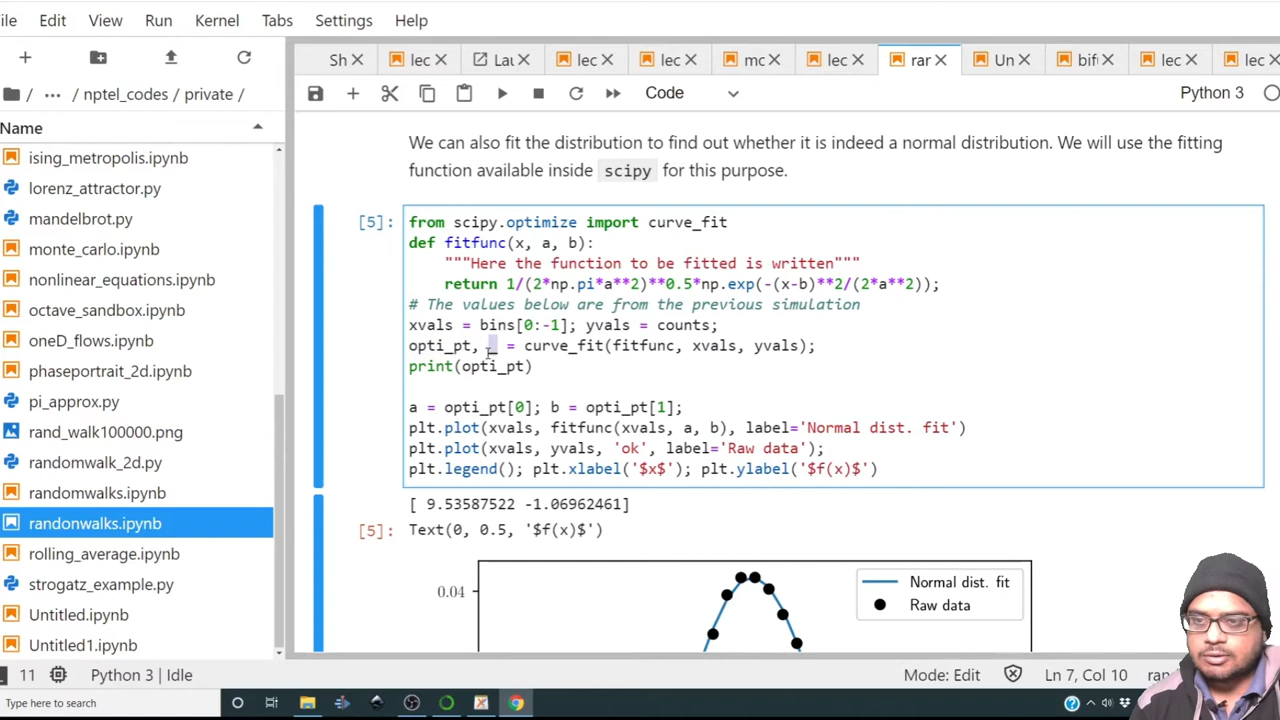 ile Edit View Run Kernel Tabs Settings Help
Sh lec Lau lec lec mc lec rar Un bif lec lec
Code Python 3
/ ... / nptel_codes / private /
Name
ising_metropolis.ipynb
lorenz_attractor.py
mandelbrot.py
monte_carlo.ipynb
nonlinear_equations.ipynb
octave_sandbox.ipynb
oneD_flows.ipynb
phaseportrait_2d.ipynb
pi_approx.py
rand_walk100000.png
randomwalk_2d.py
randomwalks.ipynb
randonwalks.ipynb
rolling_average.ipynb
strogatz_example.py
Untitled.ipynb
Untitled1.ipynb
We can also fit the distribution to find out whether it is indeed a normal distribution. We will use the fitting
function available inside scipy for this purpose.
[5]: from scipy.optimize import curve_fit
def fitfunc(x, a, b):
"""Here the function to be fitted is written"""
return 1/(2*np.pi*a**2)**0.5*np.exp(-(x-b)**2/(2*a**2));
# The values below are from the previous simulation
xvals = bins[0:-1]; yvals = counts;
opti_pt, _ = curve_fit(fitfunc, xvals, yvals);
print(opti_pt)
a = opti_pt[0]; b = opti_pt[1];
plt.plot(xvals, fitfunc(xvals, a, b), label='Normal dist. fit')
plt.plot(xvals, yvals, 'ok', label='Raw data');
plt.legend(); plt.xlabel('$x$'); plt.ylabel('$f(x)$')
[ 9.53587522 -1.06962461]
[5]: Text(0, 0.5, '$f(x)$')
0.04
Normal dist. fit
Raw data
11 Python 3 | Idle Mode: Edit Ln 7, Col 10 ran
Type here to search